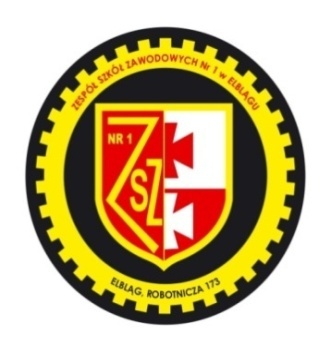 ZESPÓŁ SZKÓŁ ZAWODOWYCH Nr 1 w ELBLĄGU
NR 1
ZSZ
ELBLĄG, ROBOTNICZA 173